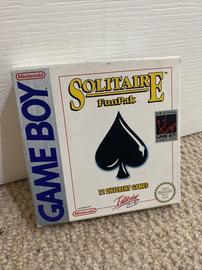 Nintendo
GAME BOY
SOLITAIRE
FunPak
12 DIFFERENT GAMES
Nintendo
Interplay